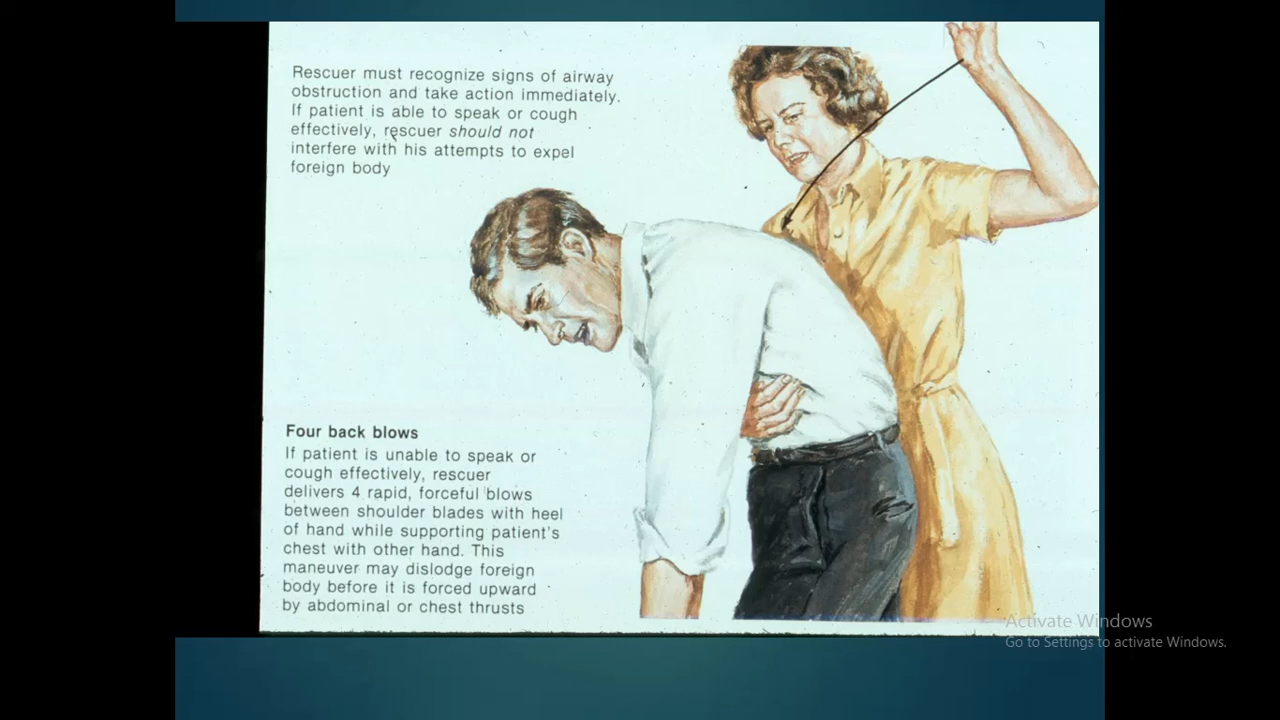 Rescuer must recognize signs of airway
obstruction and take action immediately.
If patient is able to speak or cough
effectively, rescuer should not
interfere with his attempts to expel
foreign body
Four back blows
If patient is unable to speak or
cough effectively, rescuer
delivers 4 rapid, forceful blows
between shoulder blades with heel
of hand while supporting patient's
chest with other hand. This
maneuver may dislodge foreign
body before it is forced upward
by abdominal or chest thrusts
Activate Windows
Go to Settings to activate Windows.